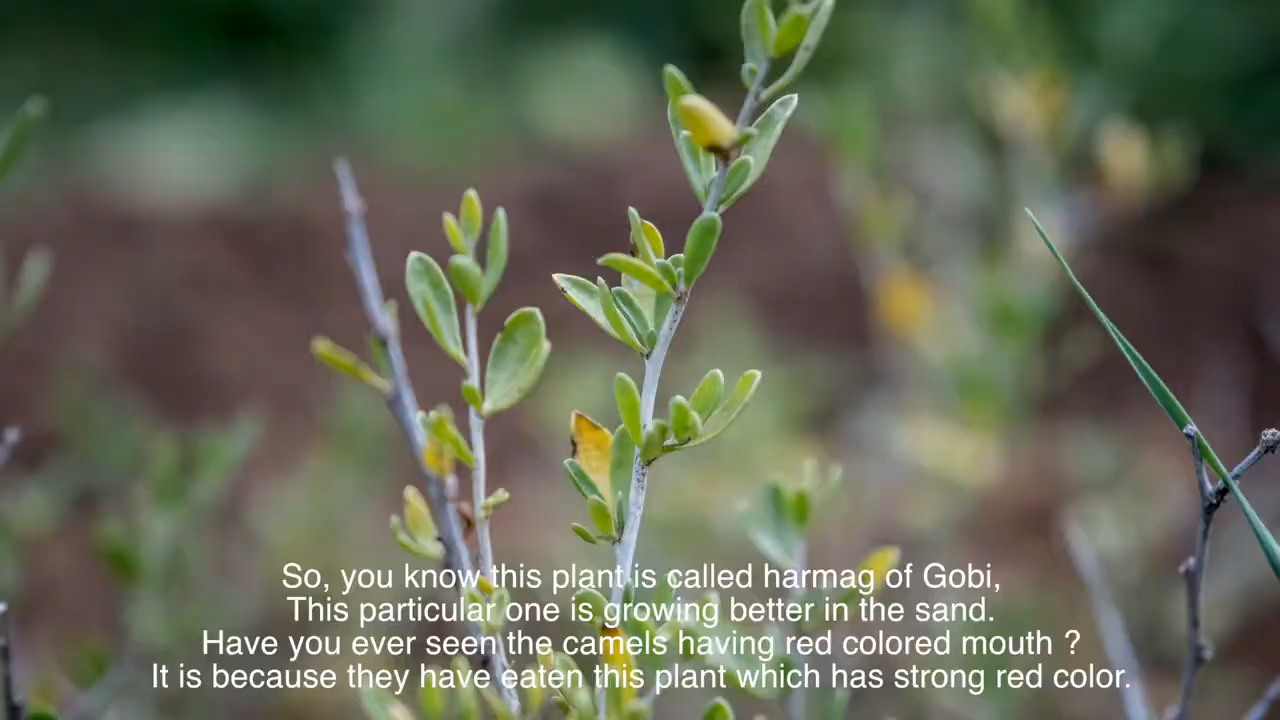 So, you know this plant is called harmag of Gobi,
This particular one is growing better in the sand.
Have you ever seen the camels having red colored mouth ?
It is because they have eaten this plant which has strong red color.